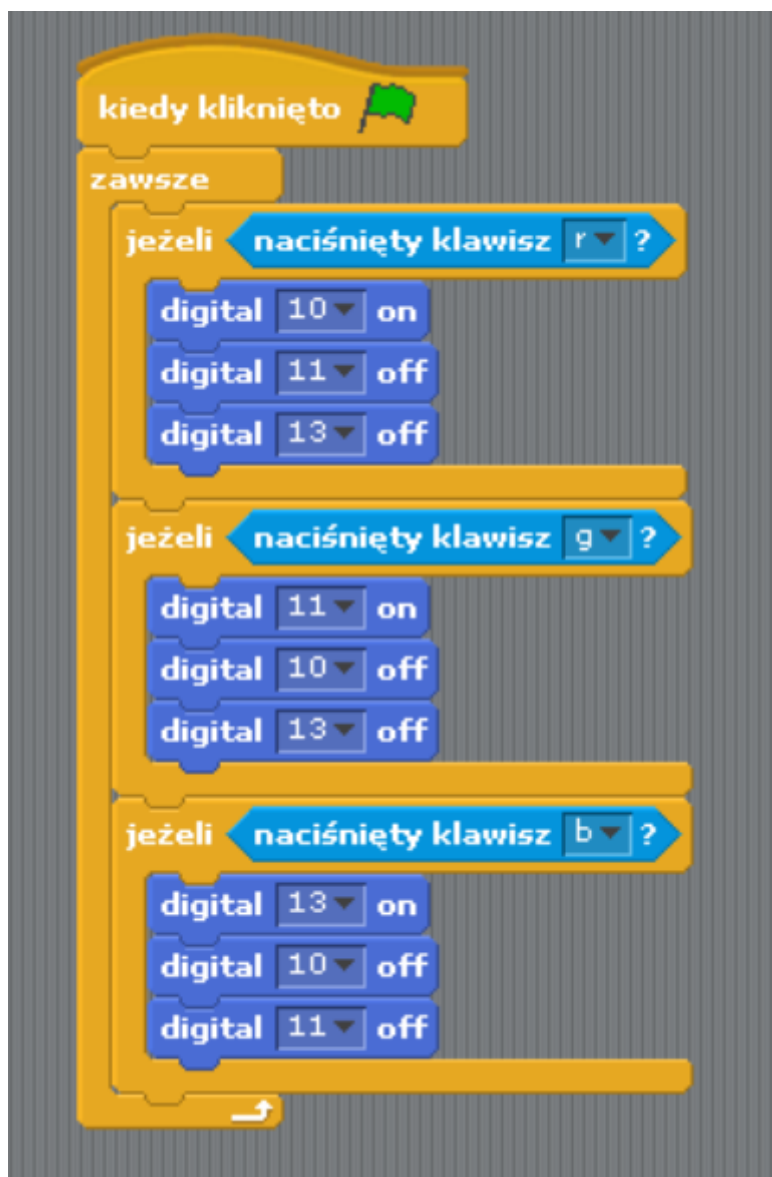 kiedy kliknięto
zawsze
jeżeli naciśnięty klawisz r ?
digital 10 on
digital 11 off
digital 13 off
jeżeli naciśnięty klawisz g ?
digital 11 on
digital 10 off
digital 13 off
jeżeli naciśnięty klawisz b ?
digital 13 on
digital 10 off
digital 11 off